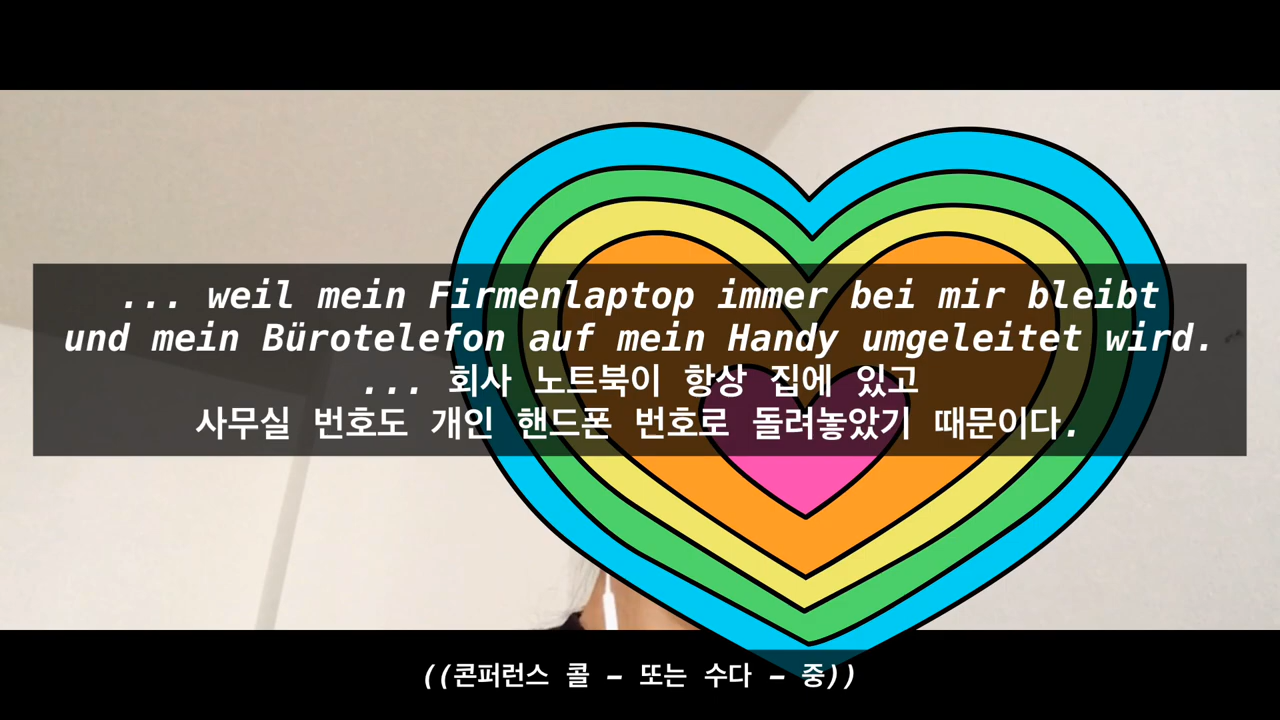 ... weil mein Firmenlaptop immer bei mir bleibt
und mein Bürotelefon auf mein Handy umgeleitet wird.
... 회사 노트북이 항상 집에 있고
사무실 번호도 개인 핸드폰 번호로 돌려놓았기 때문이다.
((콘퍼런스 콜 – 또는 수다 – 중))